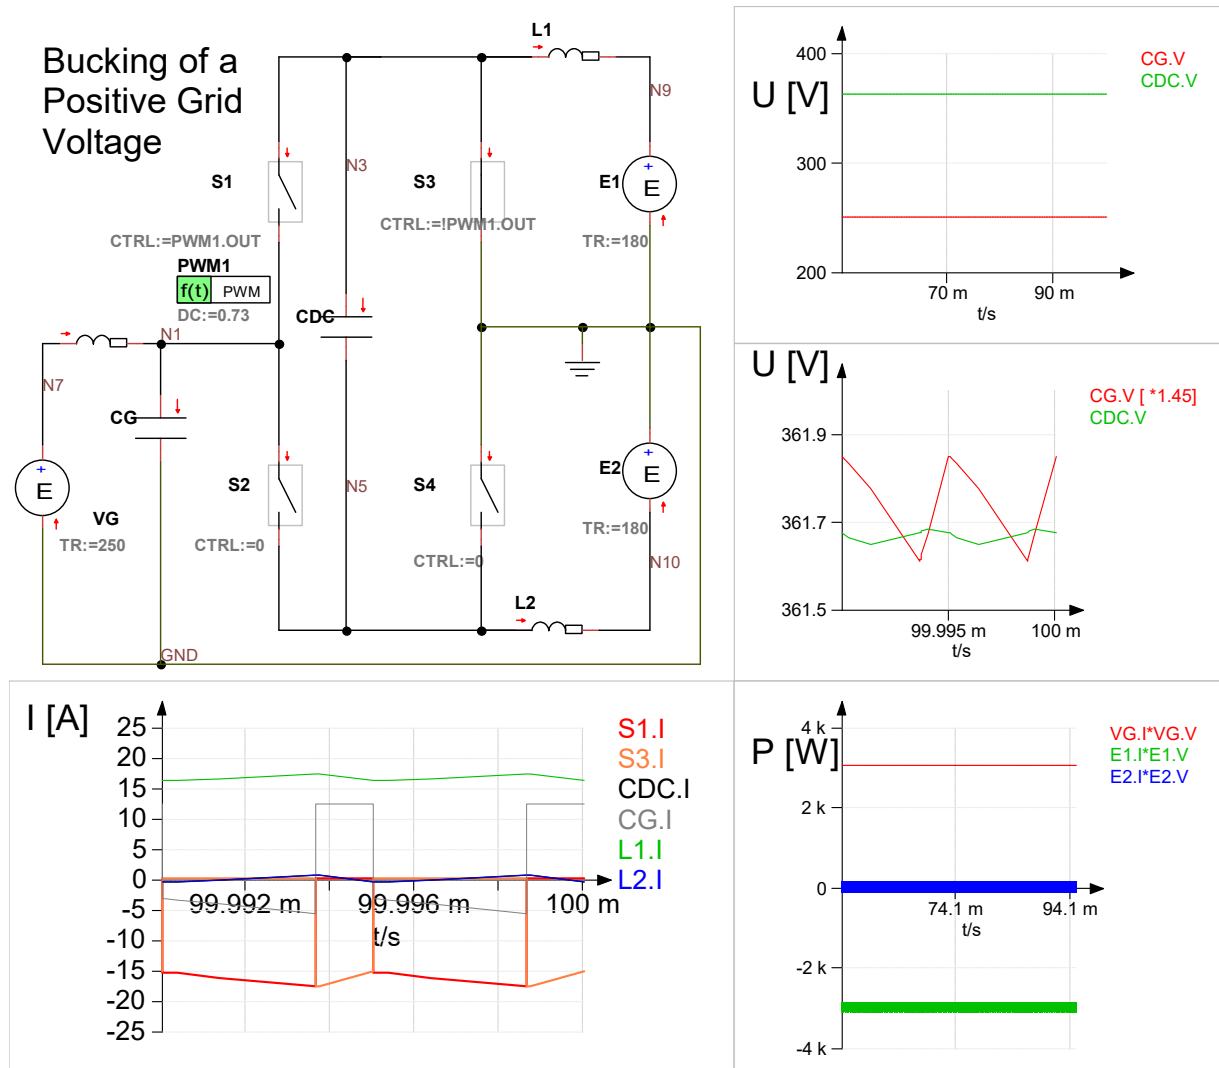 Bucking of a
Positive Grid
Voltage
L1
N9
S1
N3
S3
E1
E
CTRL:=PWM1.OUT
CTRL:=!PWM1.OUT
TR:=180
PWM1
f(t) PWM
DC:=0.73
CDC
N1
N7
CG
E
VG
TR:=250
S2
CTRL:=0
N5
S4
CTRL:=0
E2
E
TR:=180
N10
L2
GND
U [V]
400
300
200
70 m
90 m
t/s
CG.V
CDC.V
U [V]
361.9
361.7
361.5
99.995 m
100 m
t/s
CG.V [ *1.45]
CDC.V
I [A]
25
20
15
10
5
0
-5
-10
-15
-20
-25
99.992 m
99.996 m
100 m
t/s
S1.I
S3.I
CDC.I
CG.I
L1.I
L2.I
P [W]
4 k
2 k
0
-2 k
-4 k
74.1 m
94.1 m
t/s
VG.I*VG.V
E1.I*E1.V
E2.I*E2.V